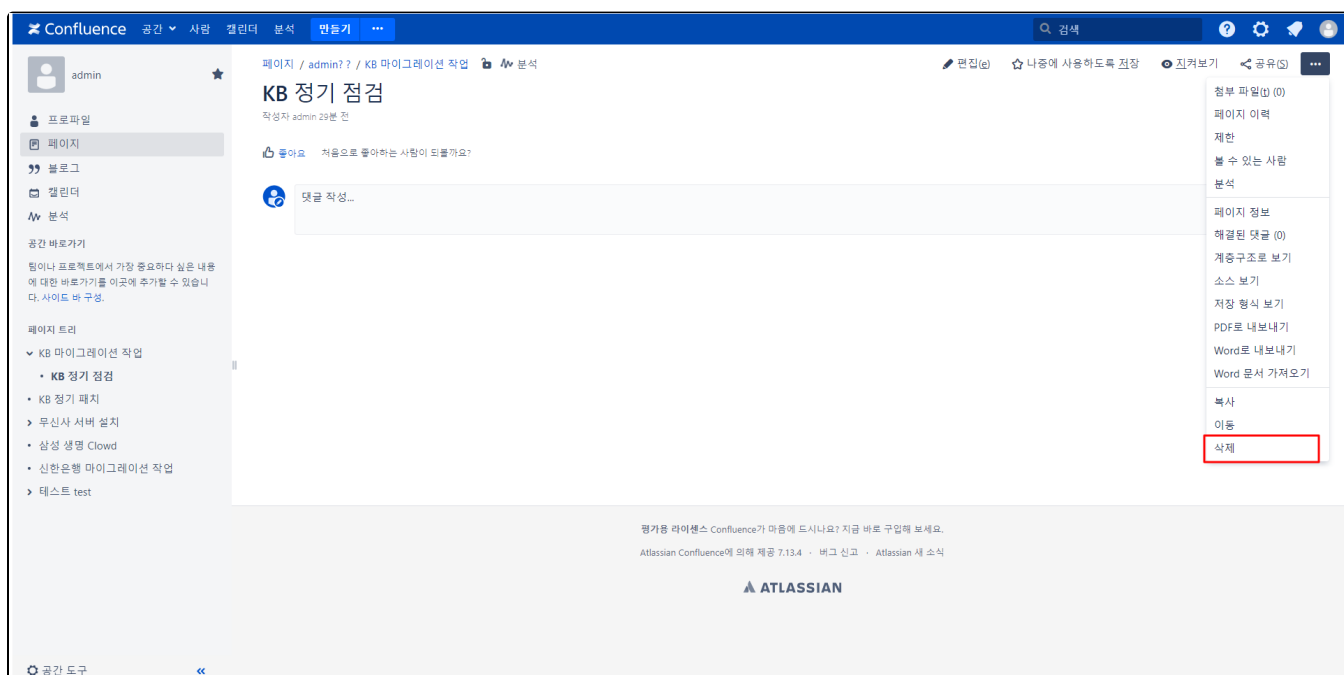 Confluence 공간 사람 캘린더 분석 만들기 ••• 검색
admin
페이지 / admin? ? / KB 마이그레이션 작업 분석
편집(e) 나중에 사용하도록 저장 지켜보기 공유(S) •••
KB 정기 점검
작성자 admin 29분 전
좋아요 처음으로 좋아하는 사람이 되볼까요?
댓글 작성...
프로파일
페이지
블로그
캘린더
분석
공간 바로가기
팀이나 프로젝트에서 가장 중요하다 싶은 내용
에 대한 바로가기를 이곳에 추가할 수 있습니
다. 사이드 바 구성.
페이지 트리
KB 마이그레이션 작업
• KB 정기 점검
• KB 정기 패치
무신사 서버 설치
• 삼성 생명 Clowd
• 신한은행 마이그레이션 작업
테스트 test
공간 도구
첨부 파일(t) (0)
페이지 이력
제한
볼 수 있는 사람
분석
페이지 정보
해결된 댓글 (0)
계층구조로 보기
소스 보기
저장 형식 보기
PDF로 내보내기
Word로 내보내기
Word 문서 가져오기
복사
이동
삭제
평가용 라이센스 Confluence가 마음에 드시나요? 지금 바로 구입해 보세요.
Atlassian Confluence에 의해 제공 7.13.4 · 버그 신고 · Atlassian 새 소식
ATLASSIAN